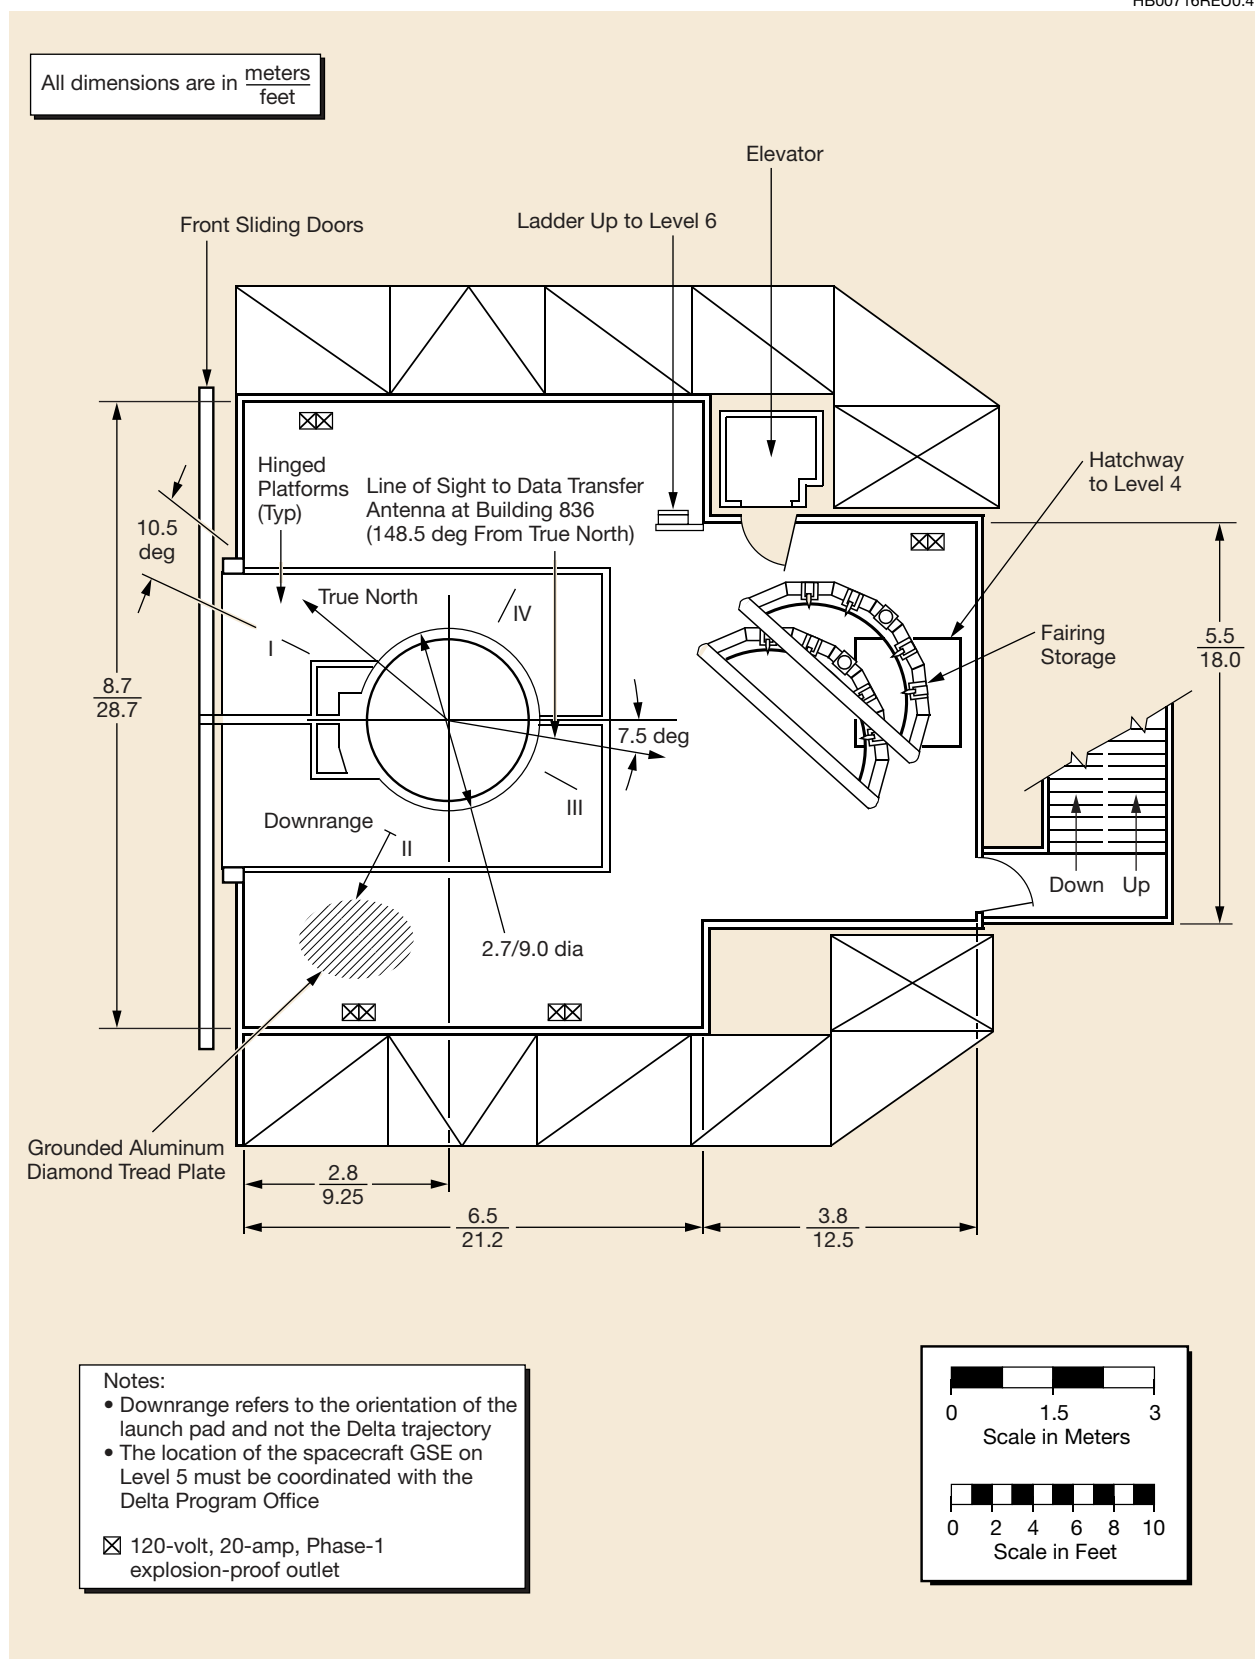 HB00716REU0.4
All dimensions are in meters
feet
Elevator
Front Sliding Doors
Ladder Up to Level 6
Hatchway
to Level 4
Hinged
Platforms
(Typ)
Line of Sight to Data Transfer
Antenna at Building 836
(148.5 deg From True North)
10.5
deg
True North
IV
I
Fairing
Storage
5.5
18.0
8.7
28.7
7.5 deg
III
Downrange
II
Down Up
2.7/9.0 dia
Grounded Aluminum
Diamond Tread Plate
2.8
9.25
6.5
21.2
3.8
12.5
Notes:
• Downrange refers to the orientation of the
launch pad and not the Delta trajectory
• The location of the spacecraft GSE on
Level 5 must be coordinated with the
Delta Program Office
120-volt, 20-amp, Phase-1
explosion-proof outlet
0 1.5 3
Scale in Meters
0 2 4 6 8 10
Scale in Feet